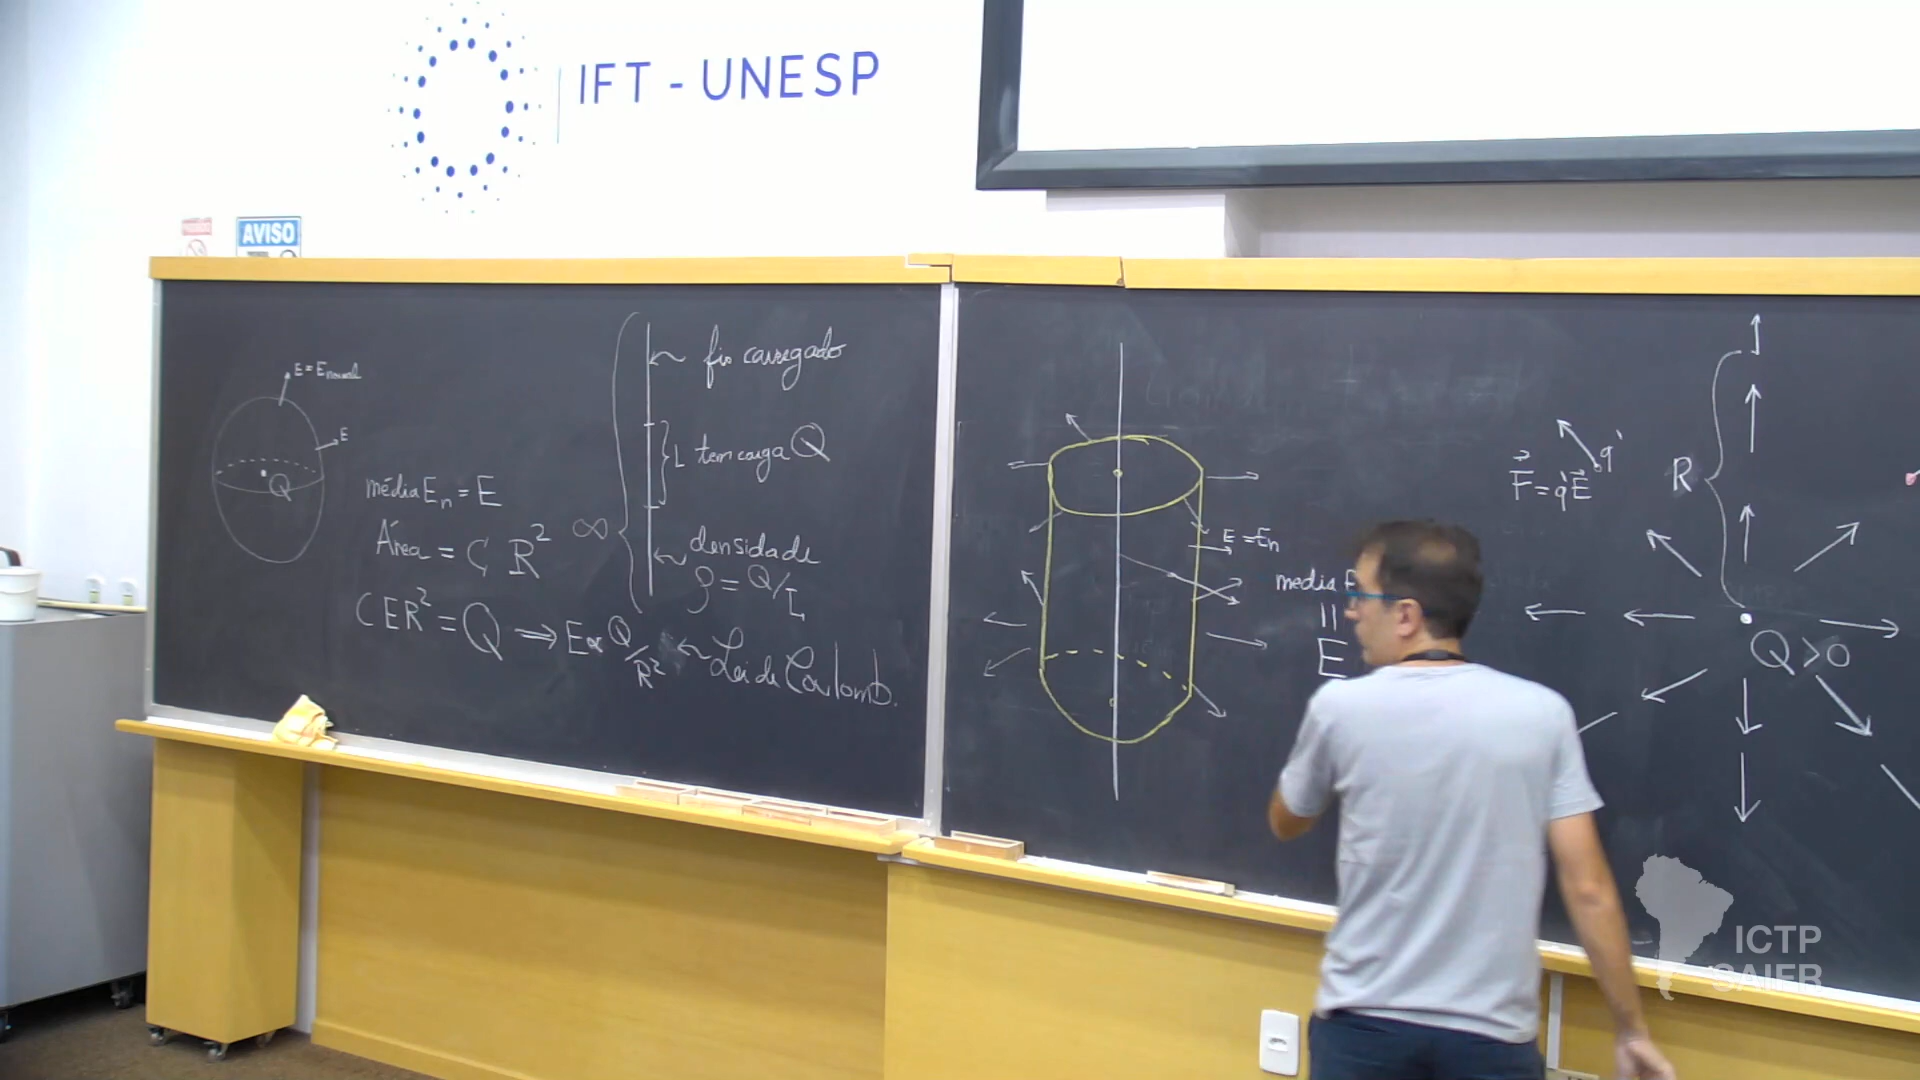 IFT - UNESP
AVISO
E = Enormal
E
Q
média En = E
Área = C R²
CER² = Q ⟹ E ∝ Q/R² ← Lei de Coulomb.
∞
← fio carregado
L tem carga Q
← densidade
ρ = Q/L
E = En
media
||
E
q'
F⃗ = q'E⃗
R
Q > 0
ICTP
SAIFR